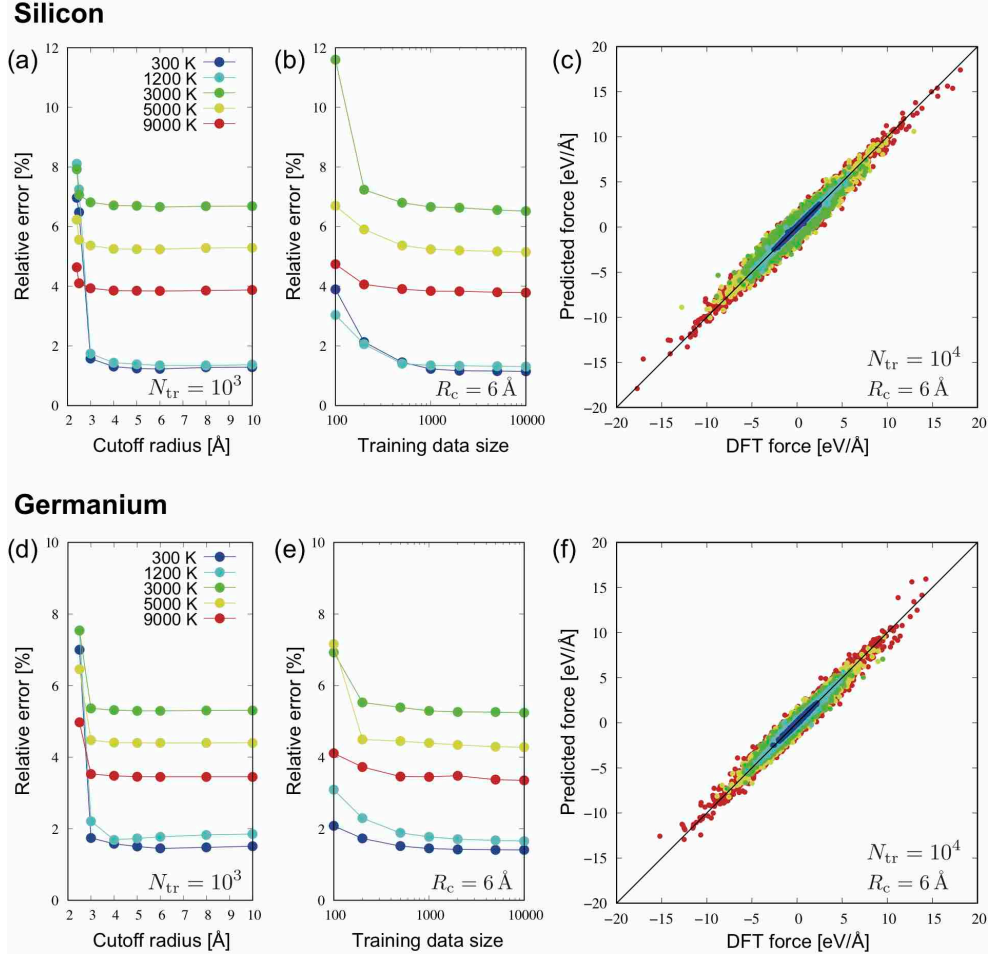 Silicon
(a)
12
10
8
6
4
2
0
2
3
4
5
6
7
8
9
10
Relative error [%]
Cutoff radius [Å]
300 K
1200 K
3000 K
5000 K
9000 K
N_tr = 10^3
(b)
12
10
8
6
4
2
0
100
1000
10000
Relative error [%]
Training data size
R_c = 6 Å
(c)
20
15
10
5
0
−5
−10
−15
−20
−20
−15
−10
−5
0
5
10
15
20
Predicted force [eV/Å]
DFT force [eV/Å]
N_tr = 10^4
R_c = 6 Å
Germanium
(d)
10
8
6
4
2
0
2
3
4
5
6
7
8
9
10
Relative error [%]
Cutoff radius [Å]
300 K
1200 K
3000 K
5000 K
9000 K
N_tr = 10^3
(e)
10
8
6
4
2
0
100
1000
10000
Relative error [%]
Training data size
R_c = 6 Å
(f)
20
15
10
5
0
−5
−10
−15
−20
−20
−15
−10
−5
0
5
10
15
20
Predicted force [eV/Å]
DFT force [eV/Å]
N_tr = 10^4
R_c = 6 Å